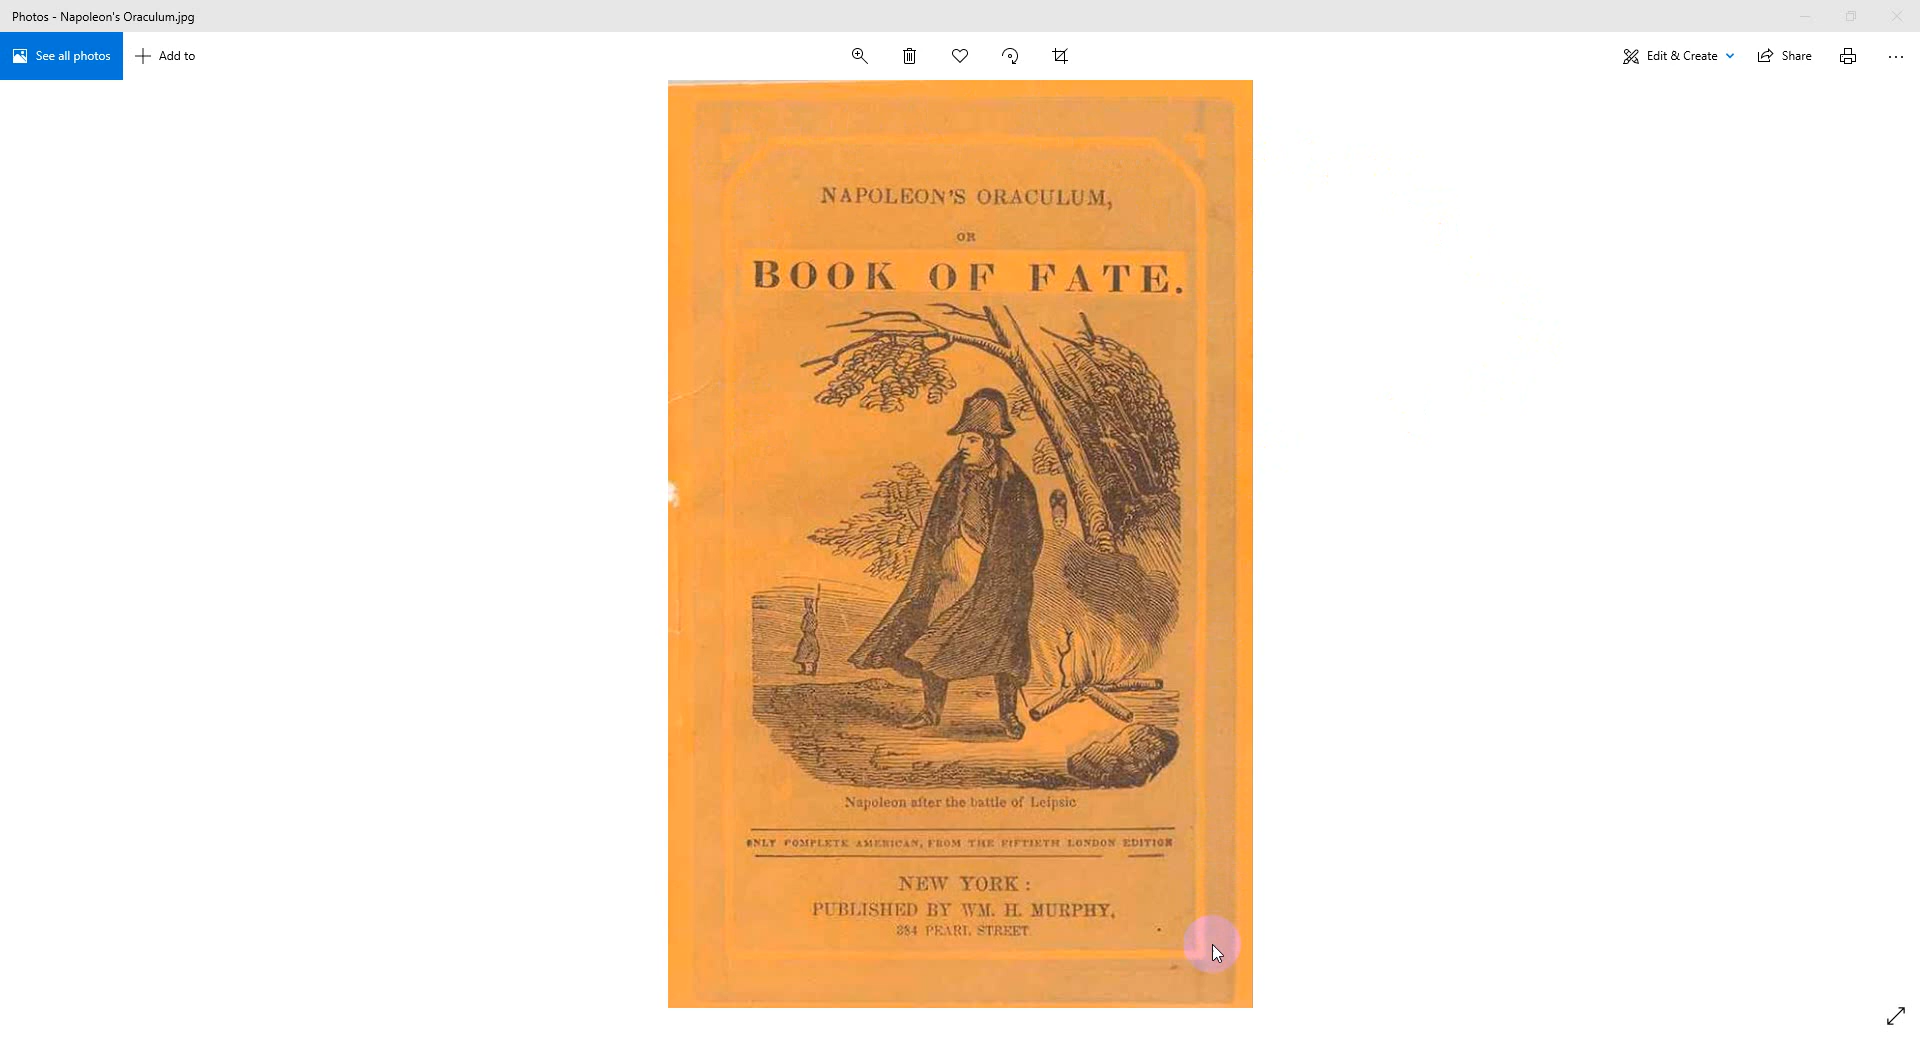 Photos - Napoleon's Oraculum.jpg
See all photos
Add to
Edit & Create
Share
NAPOLEON'S ORACULUM,
OR
BOOK OF FATE.
Napoleon after the battle of Leipsic
ONLY COMPLETE AMERICAN, FROM THE FIFTIETH LONDON EDITION
NEW YORK:
PUBLISHED BY WM. H. MURPHY,
384 PEARL STREET